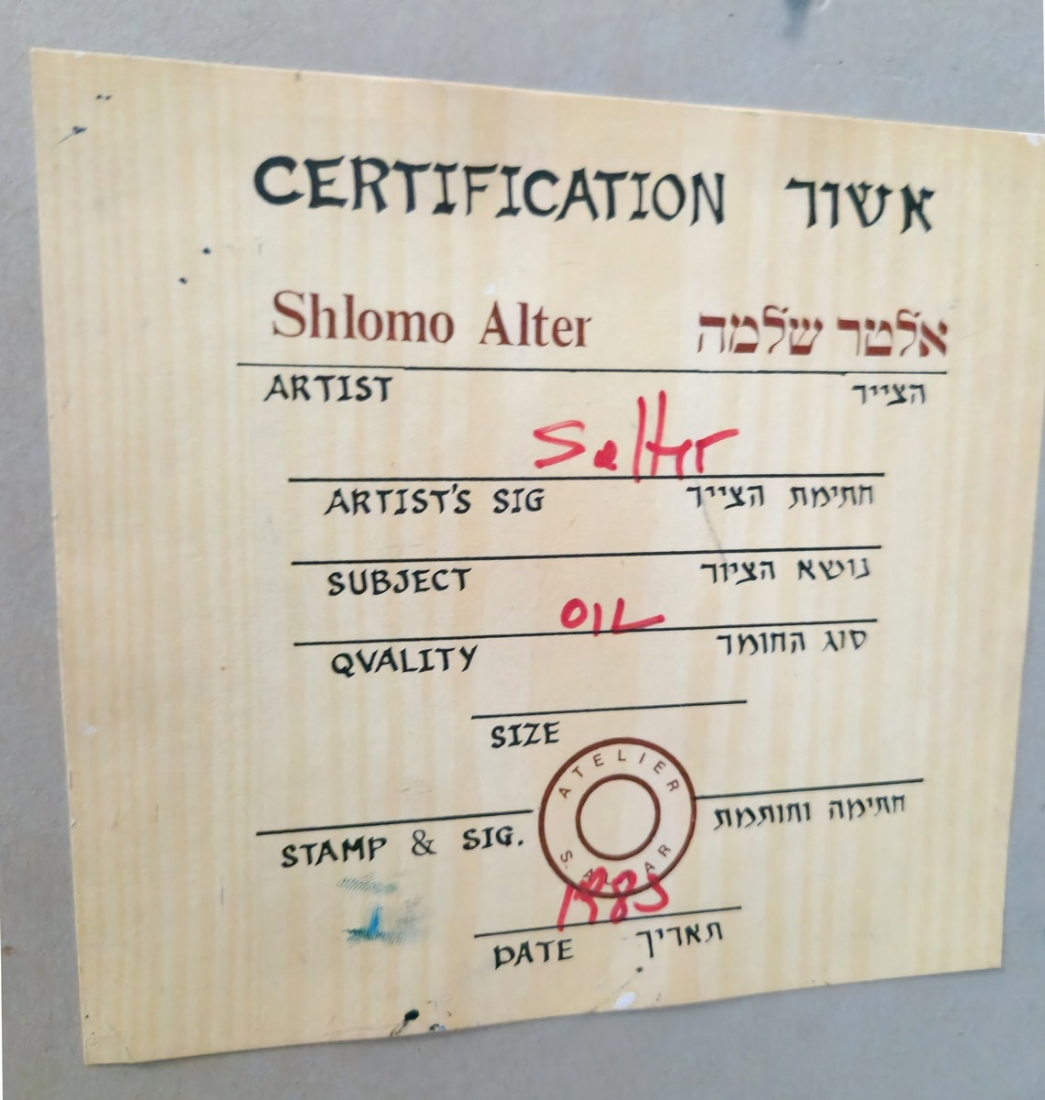 CERTIFICATION אשור
Shlomo Alter אלטר שלמה
ARTIST הצייר
Salter
ARTIST'S SIG חתימת הצייר
SUBJECT נושא הציור
OIL
QVALITY סוג החומר
SIZE
ATELIER
STAMP & SIG. חתימה וחותמת
1985
DATE תאריך